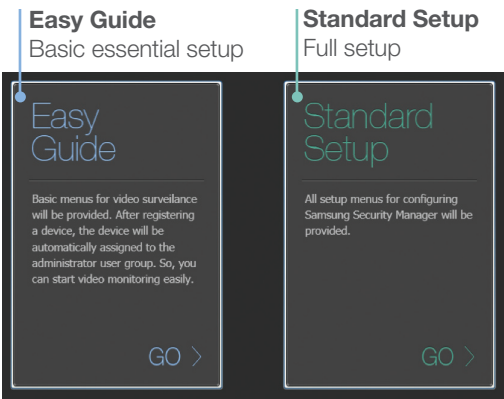 Easy Guide
Basic essential setup
Standard Setup
Full setup
Easy
Guide
Basic menus for video surveilance
will be provided. After registering
a device, the device will be
automatically assigned to the
administrator user group. So, you
can start video monitoring easily.
GO >
Standard
Setup
All setup menus for configuring
Samsung Security Manager will be
provided.
GO >